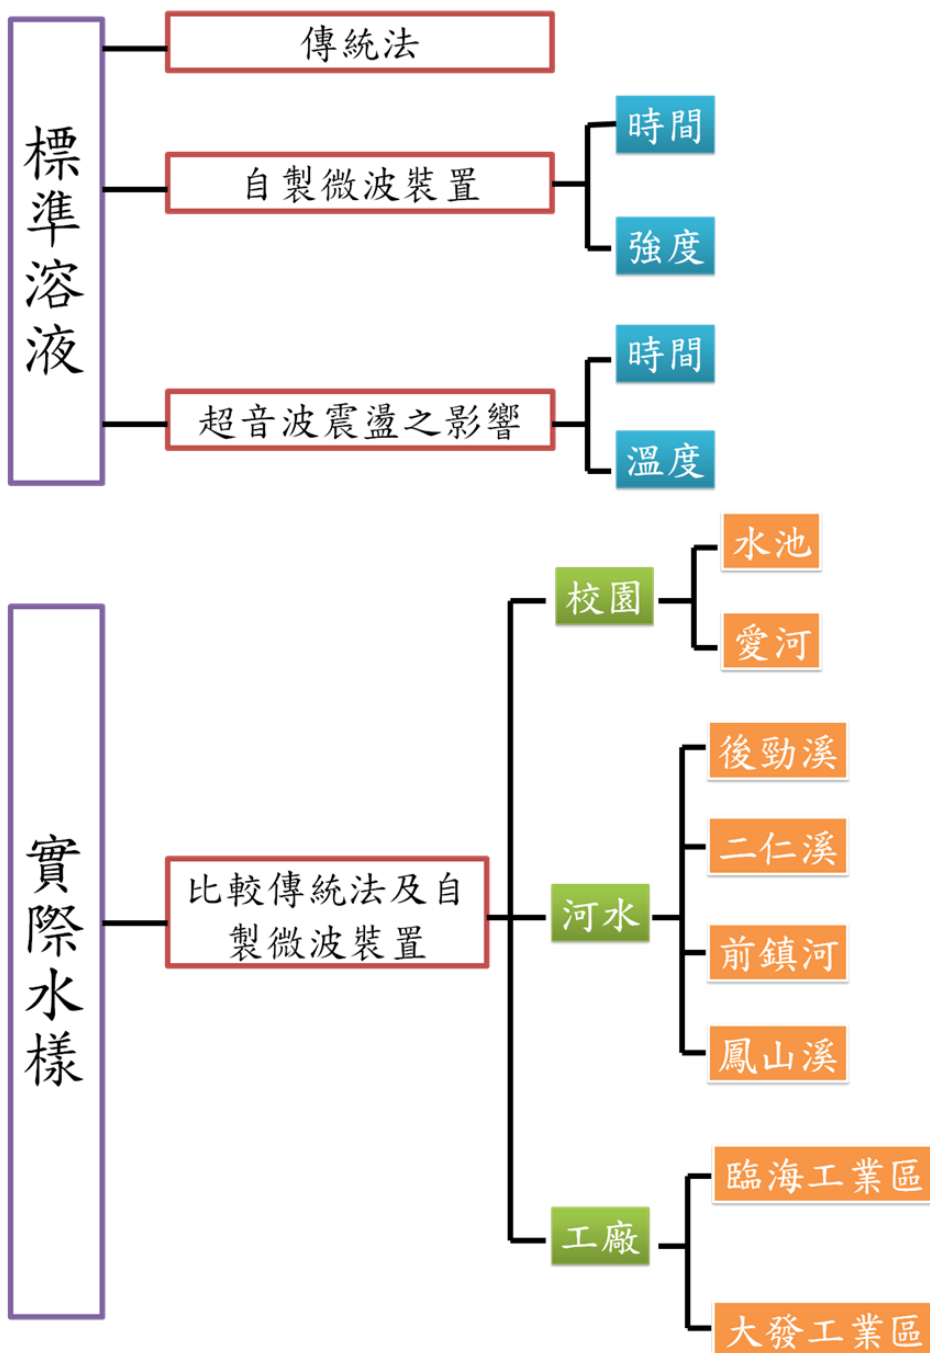 標準溶液
傳統法
自製微波裝置
時間
強度
超音波震盪之影響
時間
溫度
實際水樣
比較傳統法及自
製微波裝置
校園
水池
愛河
河水
後勁溪
二仁溪
前鎮河
鳳山溪
工廠
臨海工業區
大發工業區